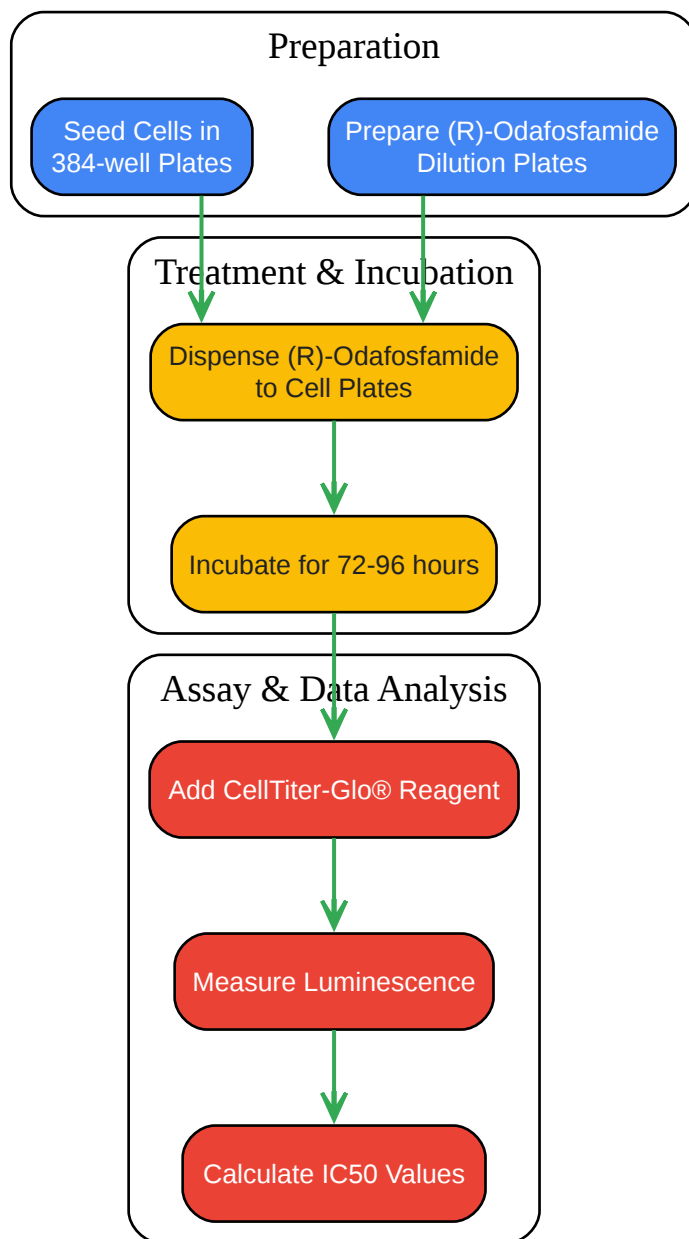 Preparation
Seed Cells in
384-well Plates
Prepare (R)-Odafosfamide
Dilution Plates
Treatment & Incubation
Dispense (R)-Odafosfamide
to Cell Plates
Incubate for 72-96 hours
Assay & Data Analysis
Add CellTiter-Glo® Reagent
Measure Luminescence
Calculate IC50 Values